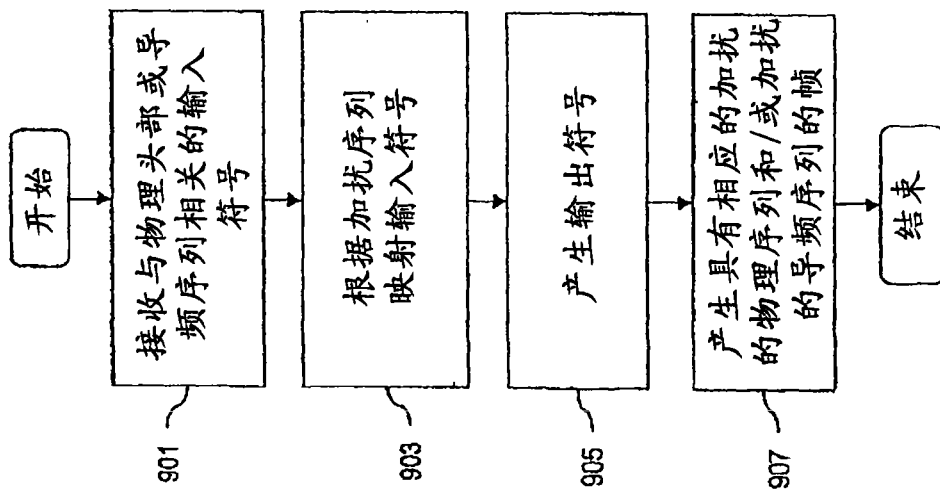 开始
接收与物理头部或导
频序列相关的输入
符号
901
根据加扰序列
映射输入符号
903
产生输出符号
905
产生具有相应的加扰
的物理序列和/或加扰
的导频序列的帧
907
结束